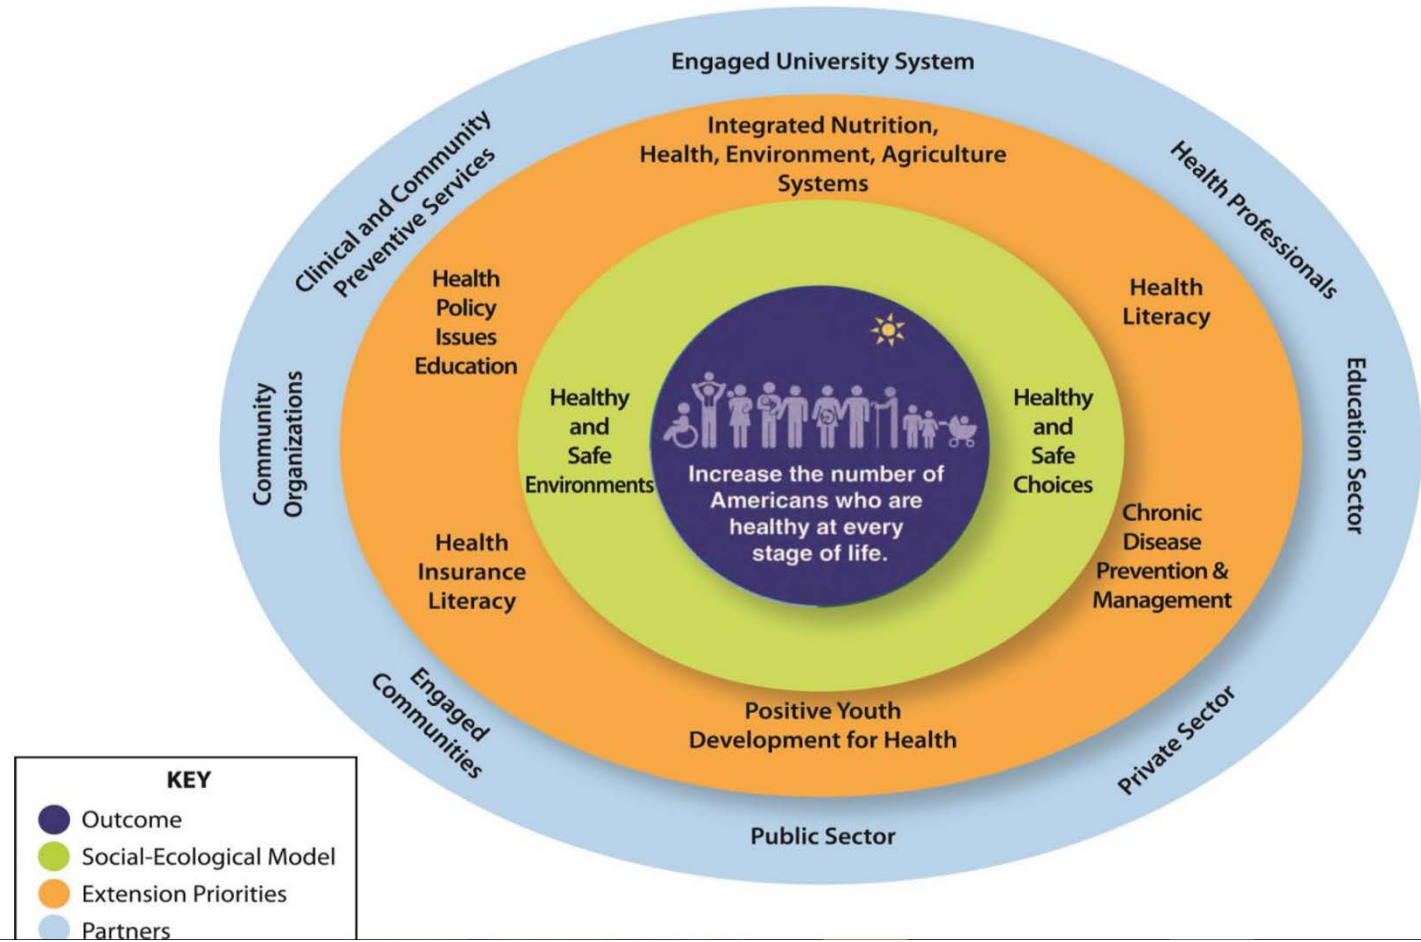 Engaged University System
Clinical and Community
Preventive Services
Health Professionals
Community
Organizations
Education Sector
Engaged
Communities
Private Sector
Public Sector
Integrated Nutrition,
Health, Environment, Agriculture
Systems
Health
Policy
Issues
Education
Health
Literacy
Health
Insurance
Literacy
Chronic
Disease
Prevention &
Management
Positive Youth
Development for Health
Healthy
and
Safe
Environments
Healthy
and
Safe
Choices
Increase the number of
Americans who are
healthy at every
stage of life.
KEY
Outcome
Social-Ecological Model
Extension Priorities
Partners